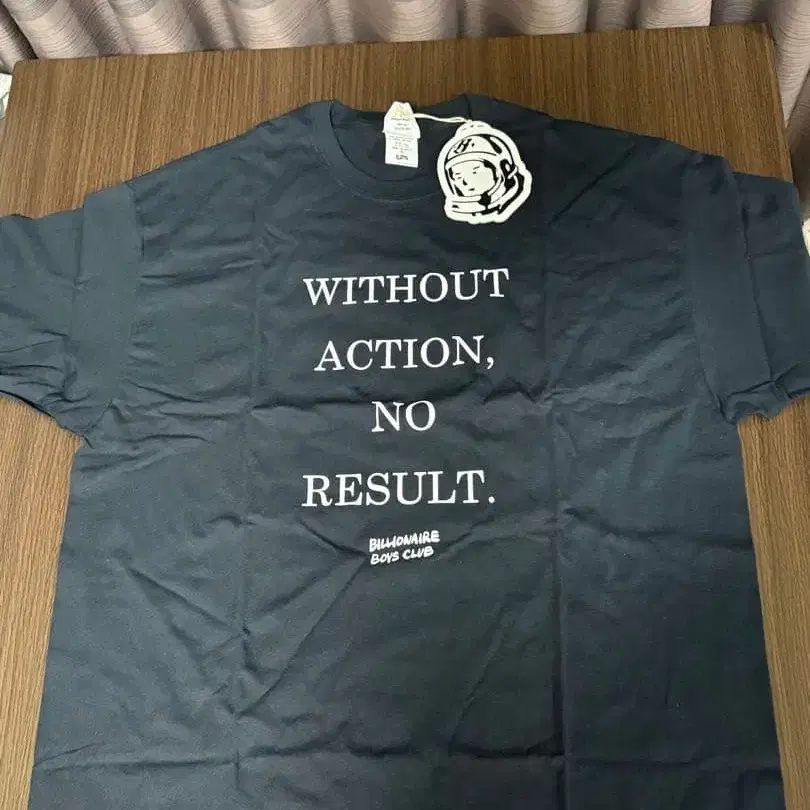 WITHOUT
ACTION,
NO
RESULT.
BILLIONAIRE
BOYS CLUB